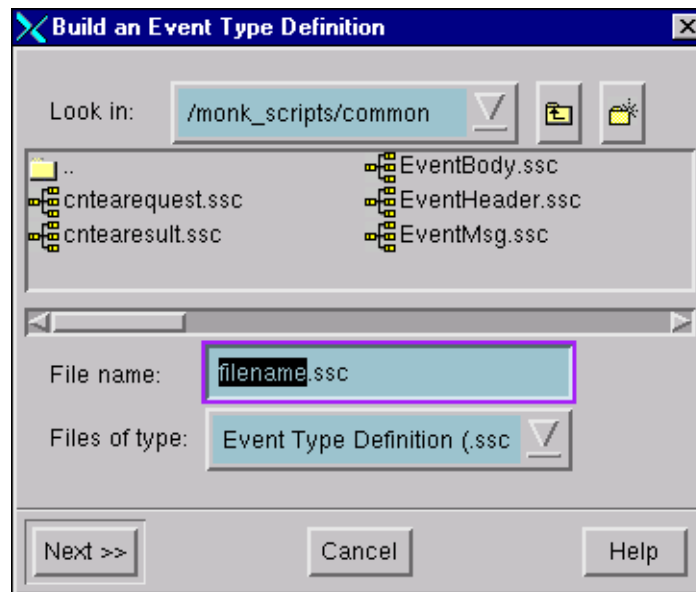 Build an Event Type Definition
Look in: /monk_scripts/common
.. EventBody.ssc
cntearequest.ssc EventHeader.ssc
cntearesult.ssc EventMsg.ssc
File name: filename.ssc
Files of type: Event Type Definition (.ssc
Next >> Cancel Help